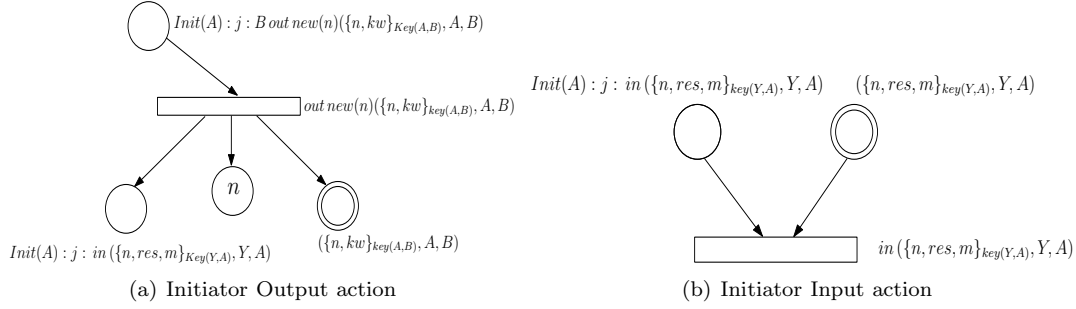 Init(A) : j : B out new(n)({n, kw}_{Key(A,B)}, A, B)
out new(n)({n, kw}_{key(A,B)}, A, B)
n
({n, kw}_{key(A,B)}, A, B)
Init(A) : j : in ({n, res, m}_{Key(Y,A)}, Y, A)
(a) Initiator Output action
Init(A) : j : in ({n, res, m}_{key(Y,A)}, Y, A)
({n, res, m}_{key(Y,A)}, Y, A)
in ({n, res, m}_{key(Y,A)}, Y, A)
(b) Initiator Input action